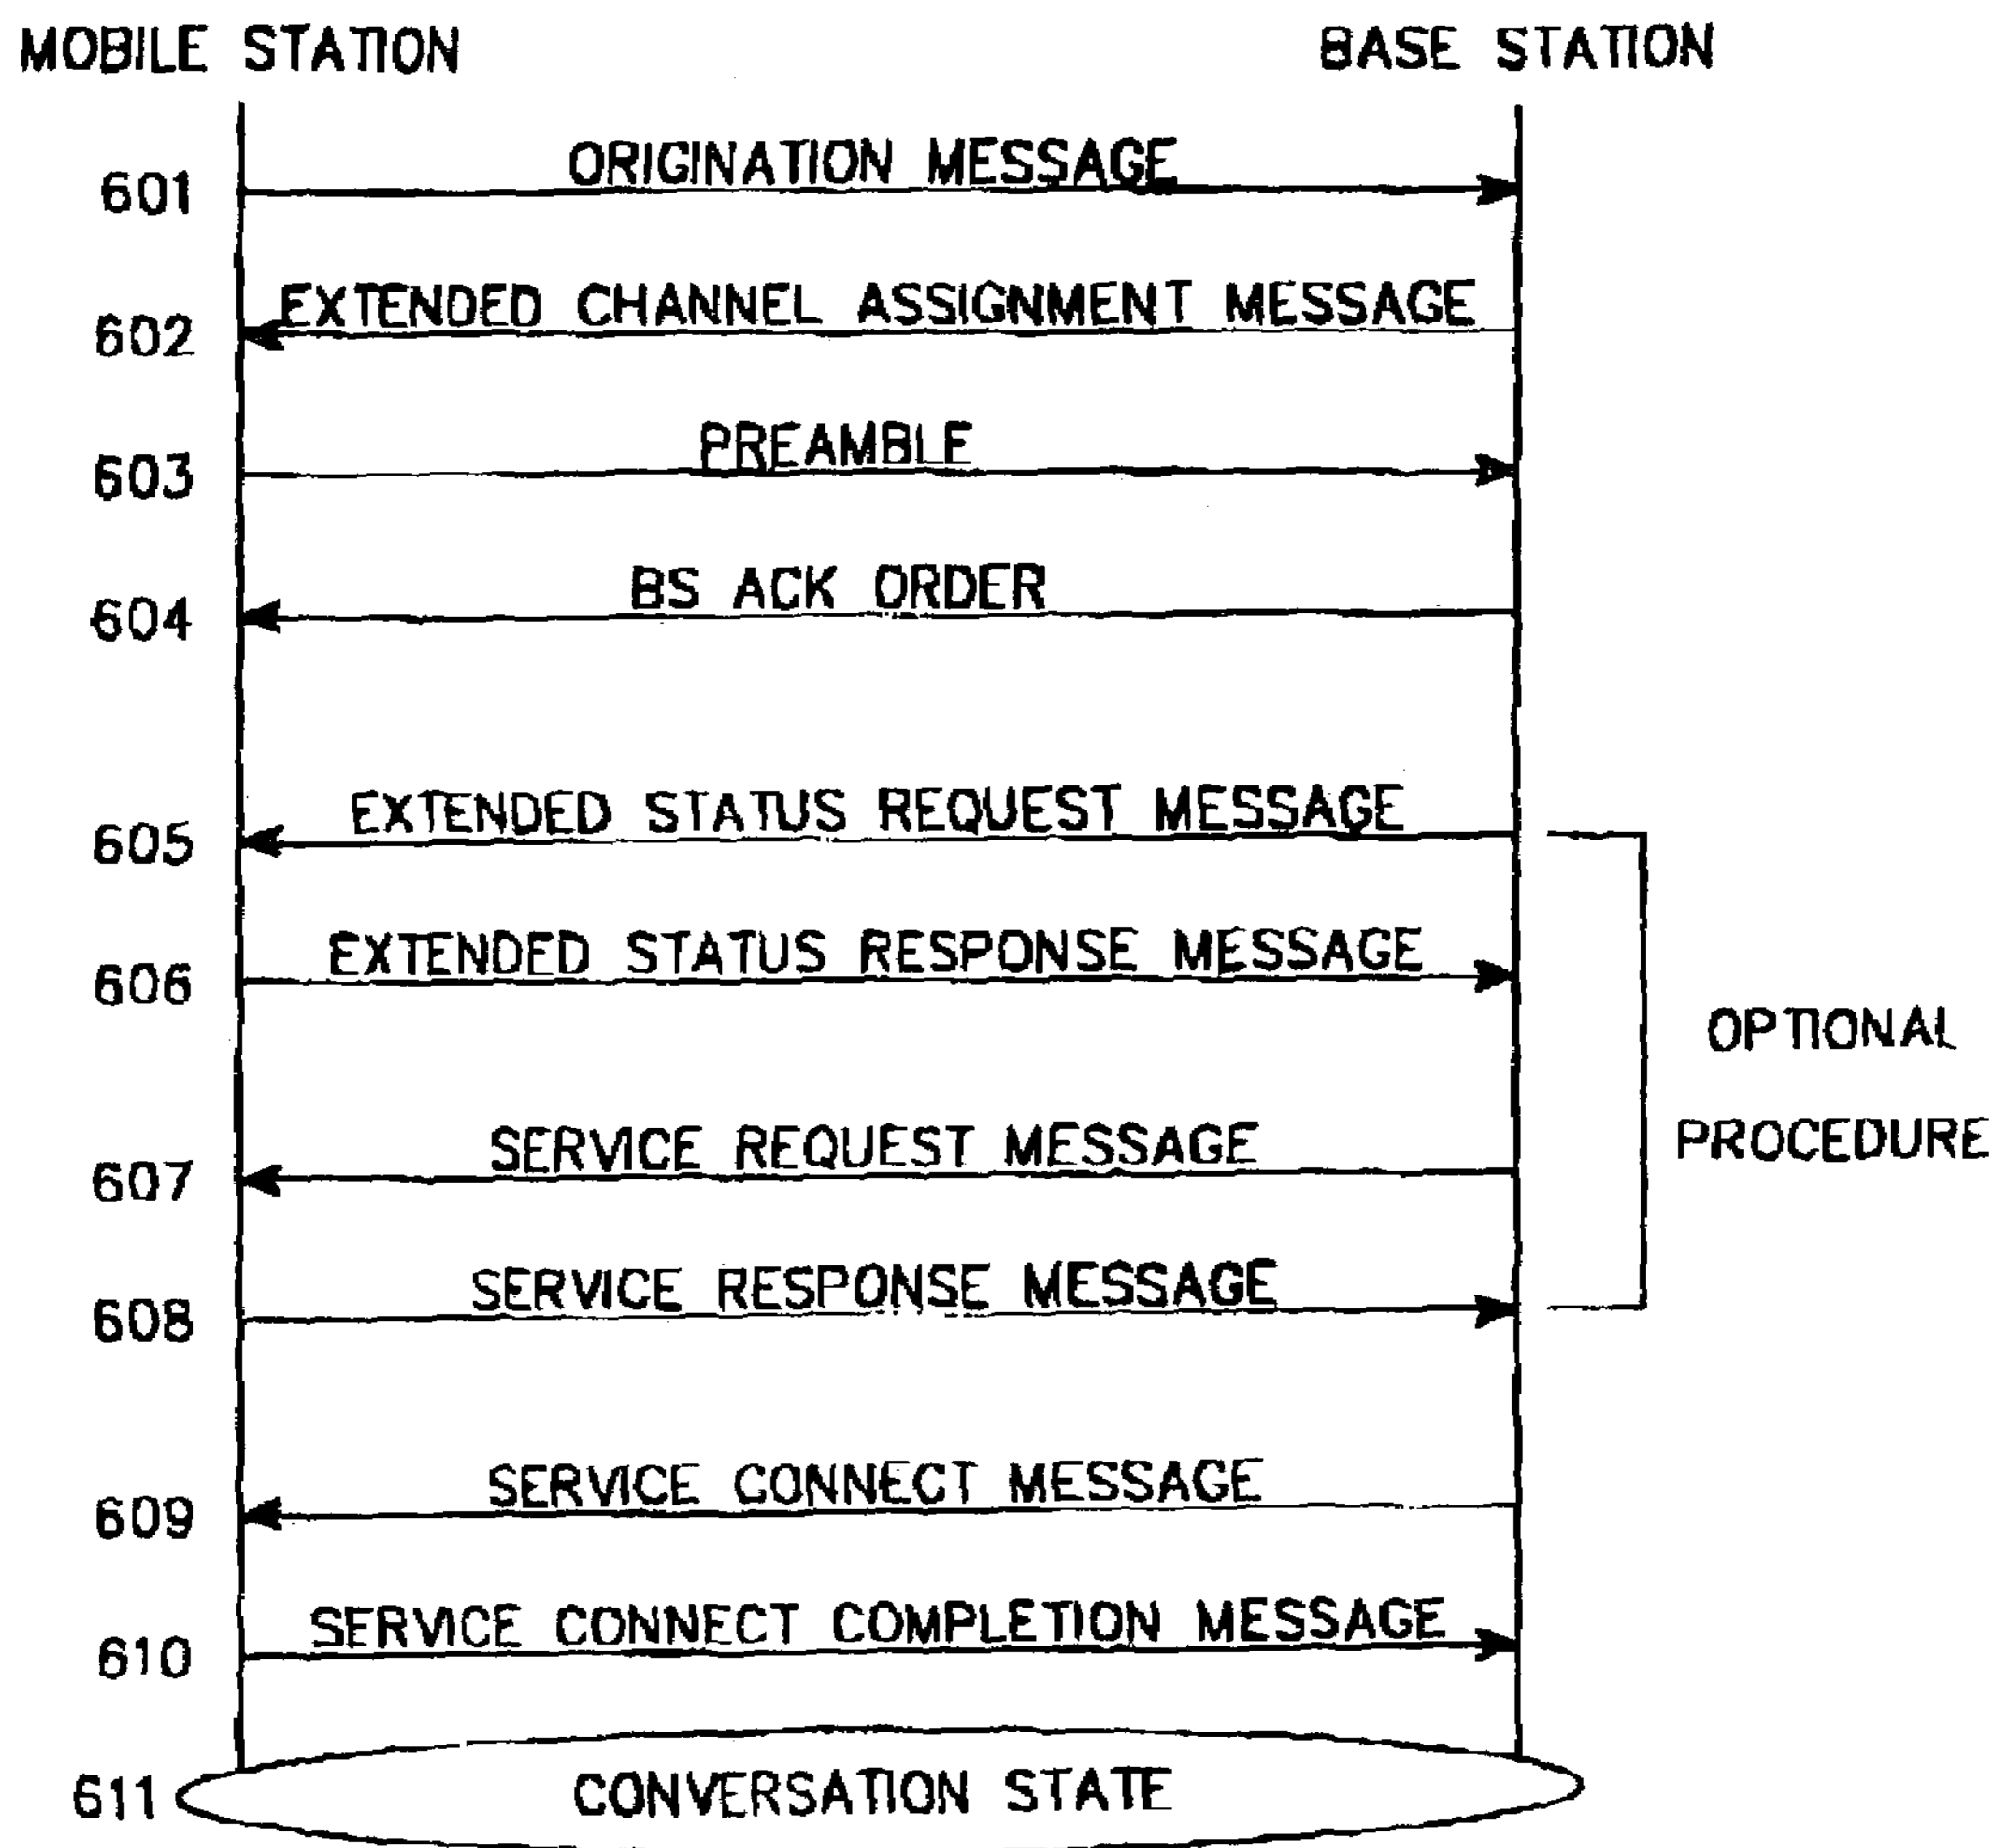 MOBILE STATION
BASE STATION
601 ORIGINATION MESSAGE
602 EXTENDED CHANNEL ASSIGNMENT MESSAGE
603 PREAMBLE
604 BS ACK ORDER
605 EXTENDED STATUS REQUEST MESSAGE
606 EXTENDED STATUS RESPONSE MESSAGE
OPTIONAL
PROCEDURE
607 SERVICE REQUEST MESSAGE
608 SERVICE RESPONSE MESSAGE
609 SERVICE CONNECT MESSAGE
610 SERVICE CONNECT COMPLETION MESSAGE
611 CONVERSATION STATE